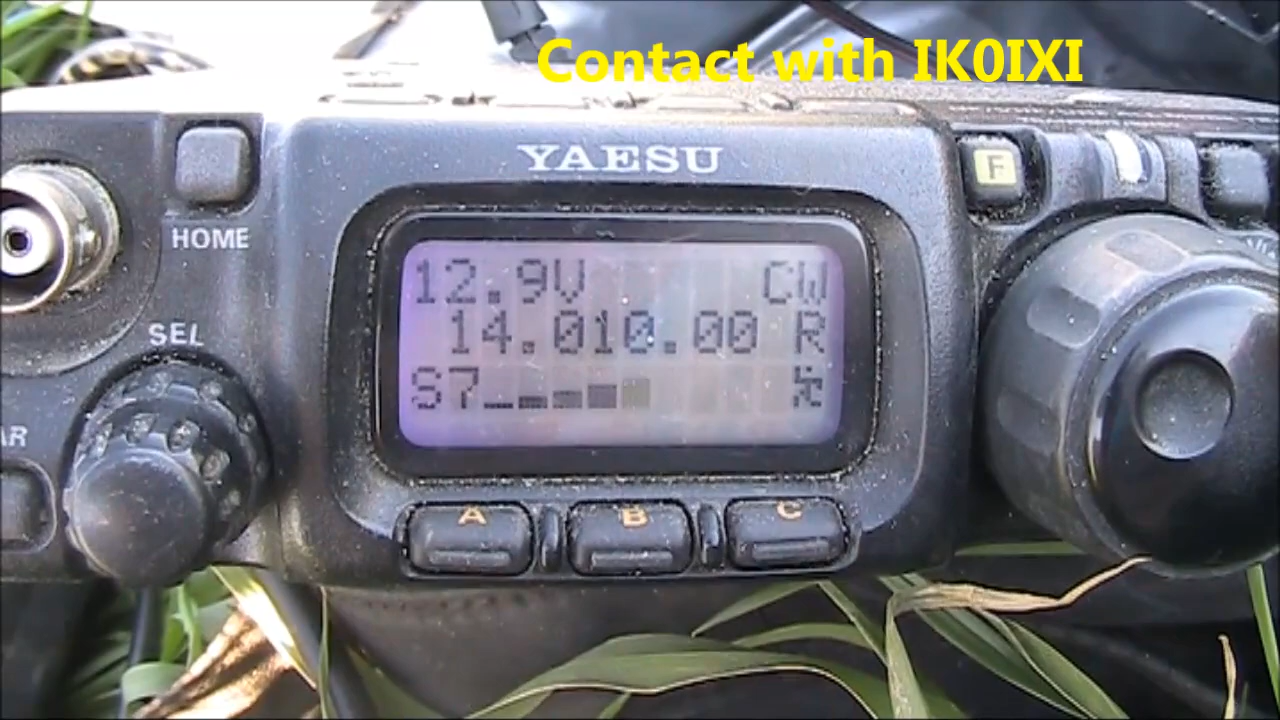 Contact with IK0IXI
YAESU
F
HOME
12.9V CW
14.010.00 R
SEL
S7
A B C